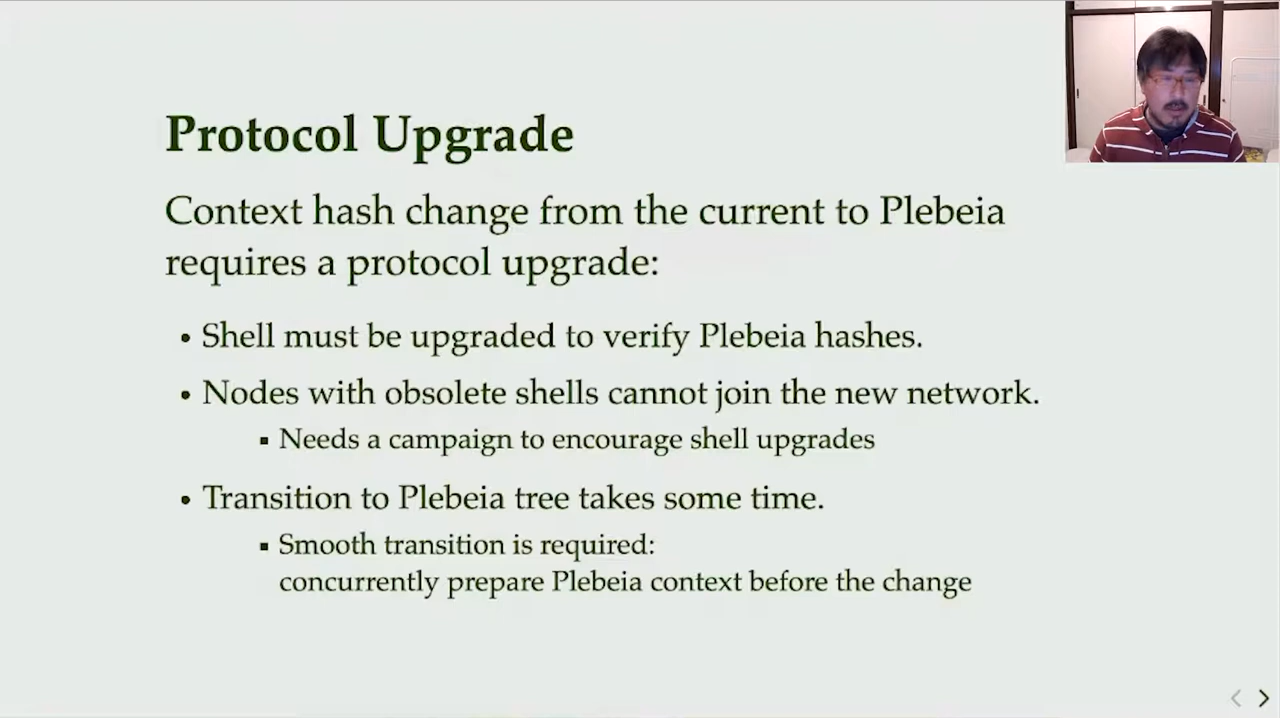 Protocol Upgrade
Context hash change from the current to Plebeia
requires a protocol upgrade:
• Shell must be upgraded to verify Plebeia hashes.
• Nodes with obsolete shells cannot join the new network.
▪ Needs a campaign to encourage shell upgrades
• Transition to Plebeia tree takes some time.
▪ Smooth transition is required:
concurrently prepare Plebeia context before the change